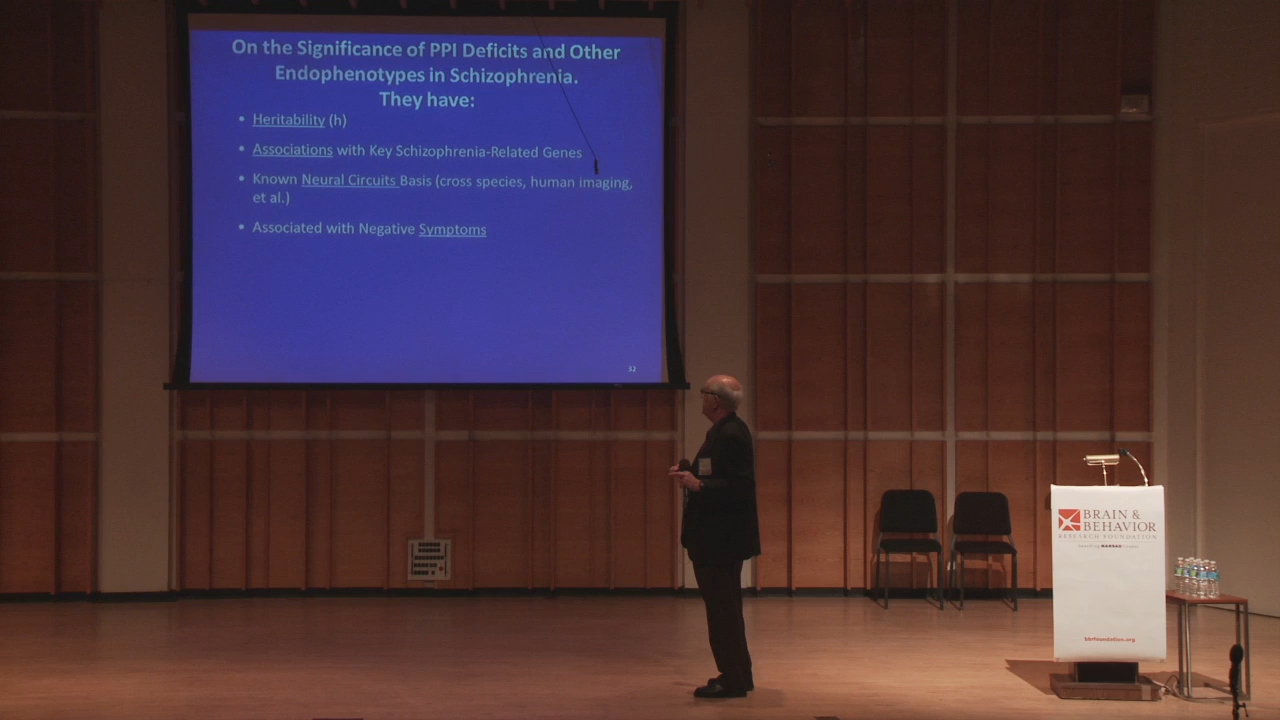 On the Significance of PPI Deficits and Other
Endophenotypes in Schizophrenia.
They have:
• Heritability (h)
• Associations with Key Schizophrenia-Related Genes
• Known Neural Circuits Basis (cross species, human imaging,
et al.)
• Associated with Negative Symptoms
32
BRAIN &
BEHAVIOR
RESEARCH FOUNDATION
bbrfoundation.org